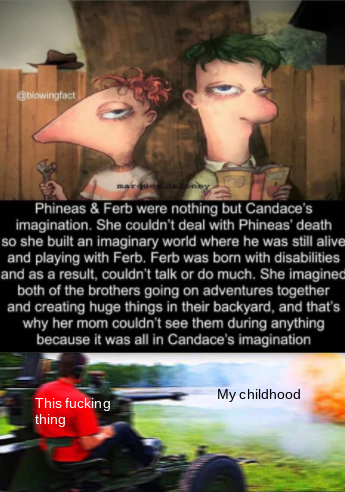 @blowingfact
marquez deloney
Phineas & Ferb were nothing but Candace's
imagination. She couldn't deal with Phineas' death
so she built an imaginary world where he was still alive
and playing with Ferb. Ferb was born with disabilities
and as a result, couldn't talk or do much. She imagined
both of the brothers going on adventures together
and creating huge things in their backyard, and that's
why her mom couldn't see them during anything
because it was all in Candace's imagination
My childhood
This fucking
thing